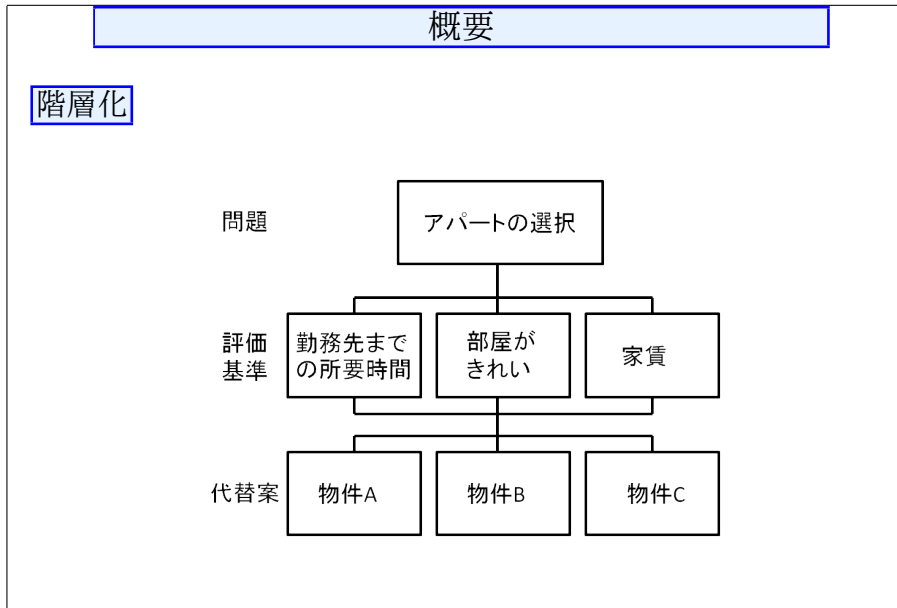 概要
階層化
問題
アパートの選択
評価
基準
勤務先まで
の所要時間
部屋が
きれい
家賃
代替案
物件A
物件B
物件C